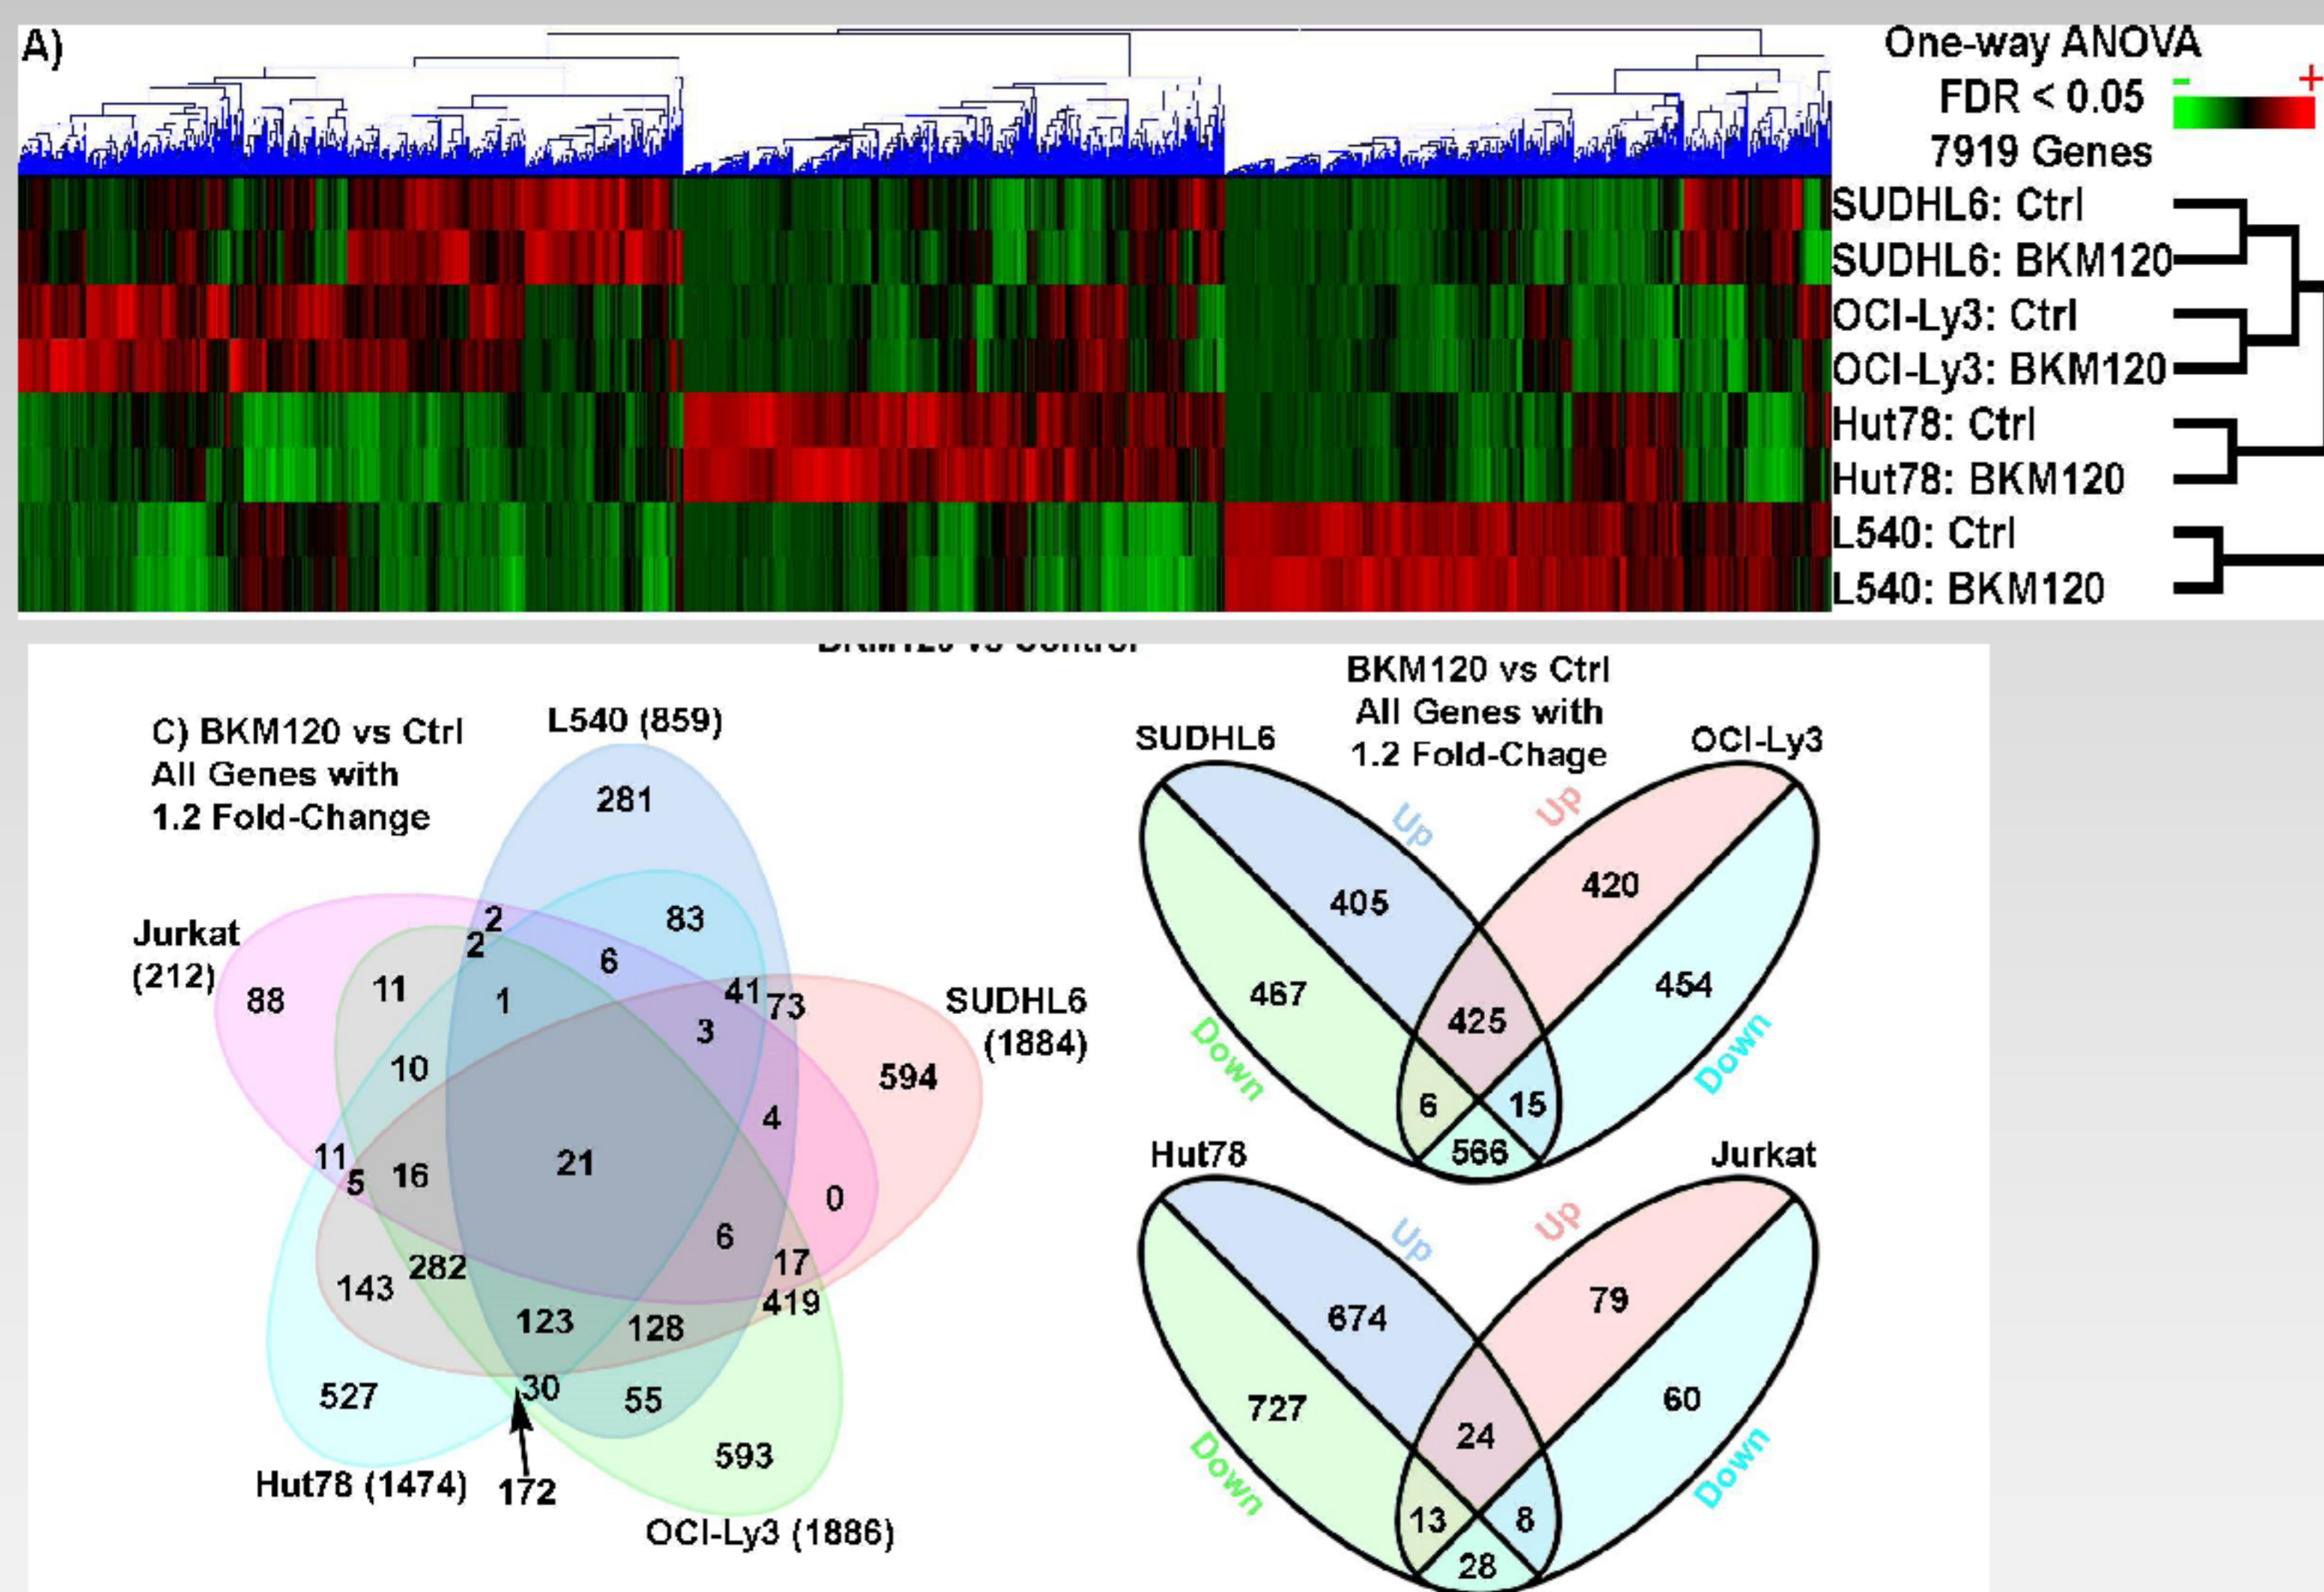 A)
One-way ANOVA
FDR < 0.05
- +
7919 Genes
SUDHL6: Ctrl
SUDHL6: BKM120
OCI-Ly3: Ctrl
OCI-Ly3: BKM120
Hut78: Ctrl
Hut78: BKM120
L540: Ctrl
L540: BKM120
BKM120 vs Control
C) BKM120 vs Ctrl
All Genes with
1.2 Fold-Change
L540 (859)
281
Jurkat
(212)
88
2
2
83
6
11
1
41
73
3
SUDHL6
(1884)
594
10
4
11
5
16
21
0
6
17
282
143
419
123
128
30
55
527
593
Hut78 (1474)
172
OCI-Ly3 (1886)
BKM120 vs Ctrl
All Genes with
1.2 Fold-Chage
SUDHL6
OCI-Ly3
Up
Up
405
420
467
454
425
Down
Down
6
15
566
Hut78
Jurkat
Up
Up
674
79
727
60
24
Down
Down
13
8
28